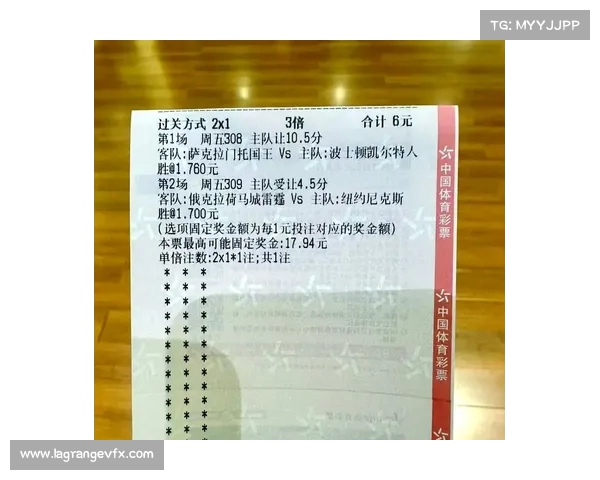 TG: MYYJJPP
过关方式 2x1 3倍 合计 6元
第1场 周五308 主队让10.5分
客队:萨克拉门托国王 Vs 主队:波士顿凯尔特人
胜@1.760元
第2场 周五309 主队受让4.5分
客队:俄克拉荷马城雷霆 Vs 主队:纽约尼克斯
胜@1.700元
(选项固定奖金额为每1元投注对应的奖金额)
本票最高可能固定奖金:17.94元
单倍注数:2x1*1注;共1注
* * *
* * *
* * *
* * *
* * *
* * *
* * *
* * *
* * *
* * *
* * *
* * *
中国体育彩票
中国体育彩票
www.lagrangevfx.com